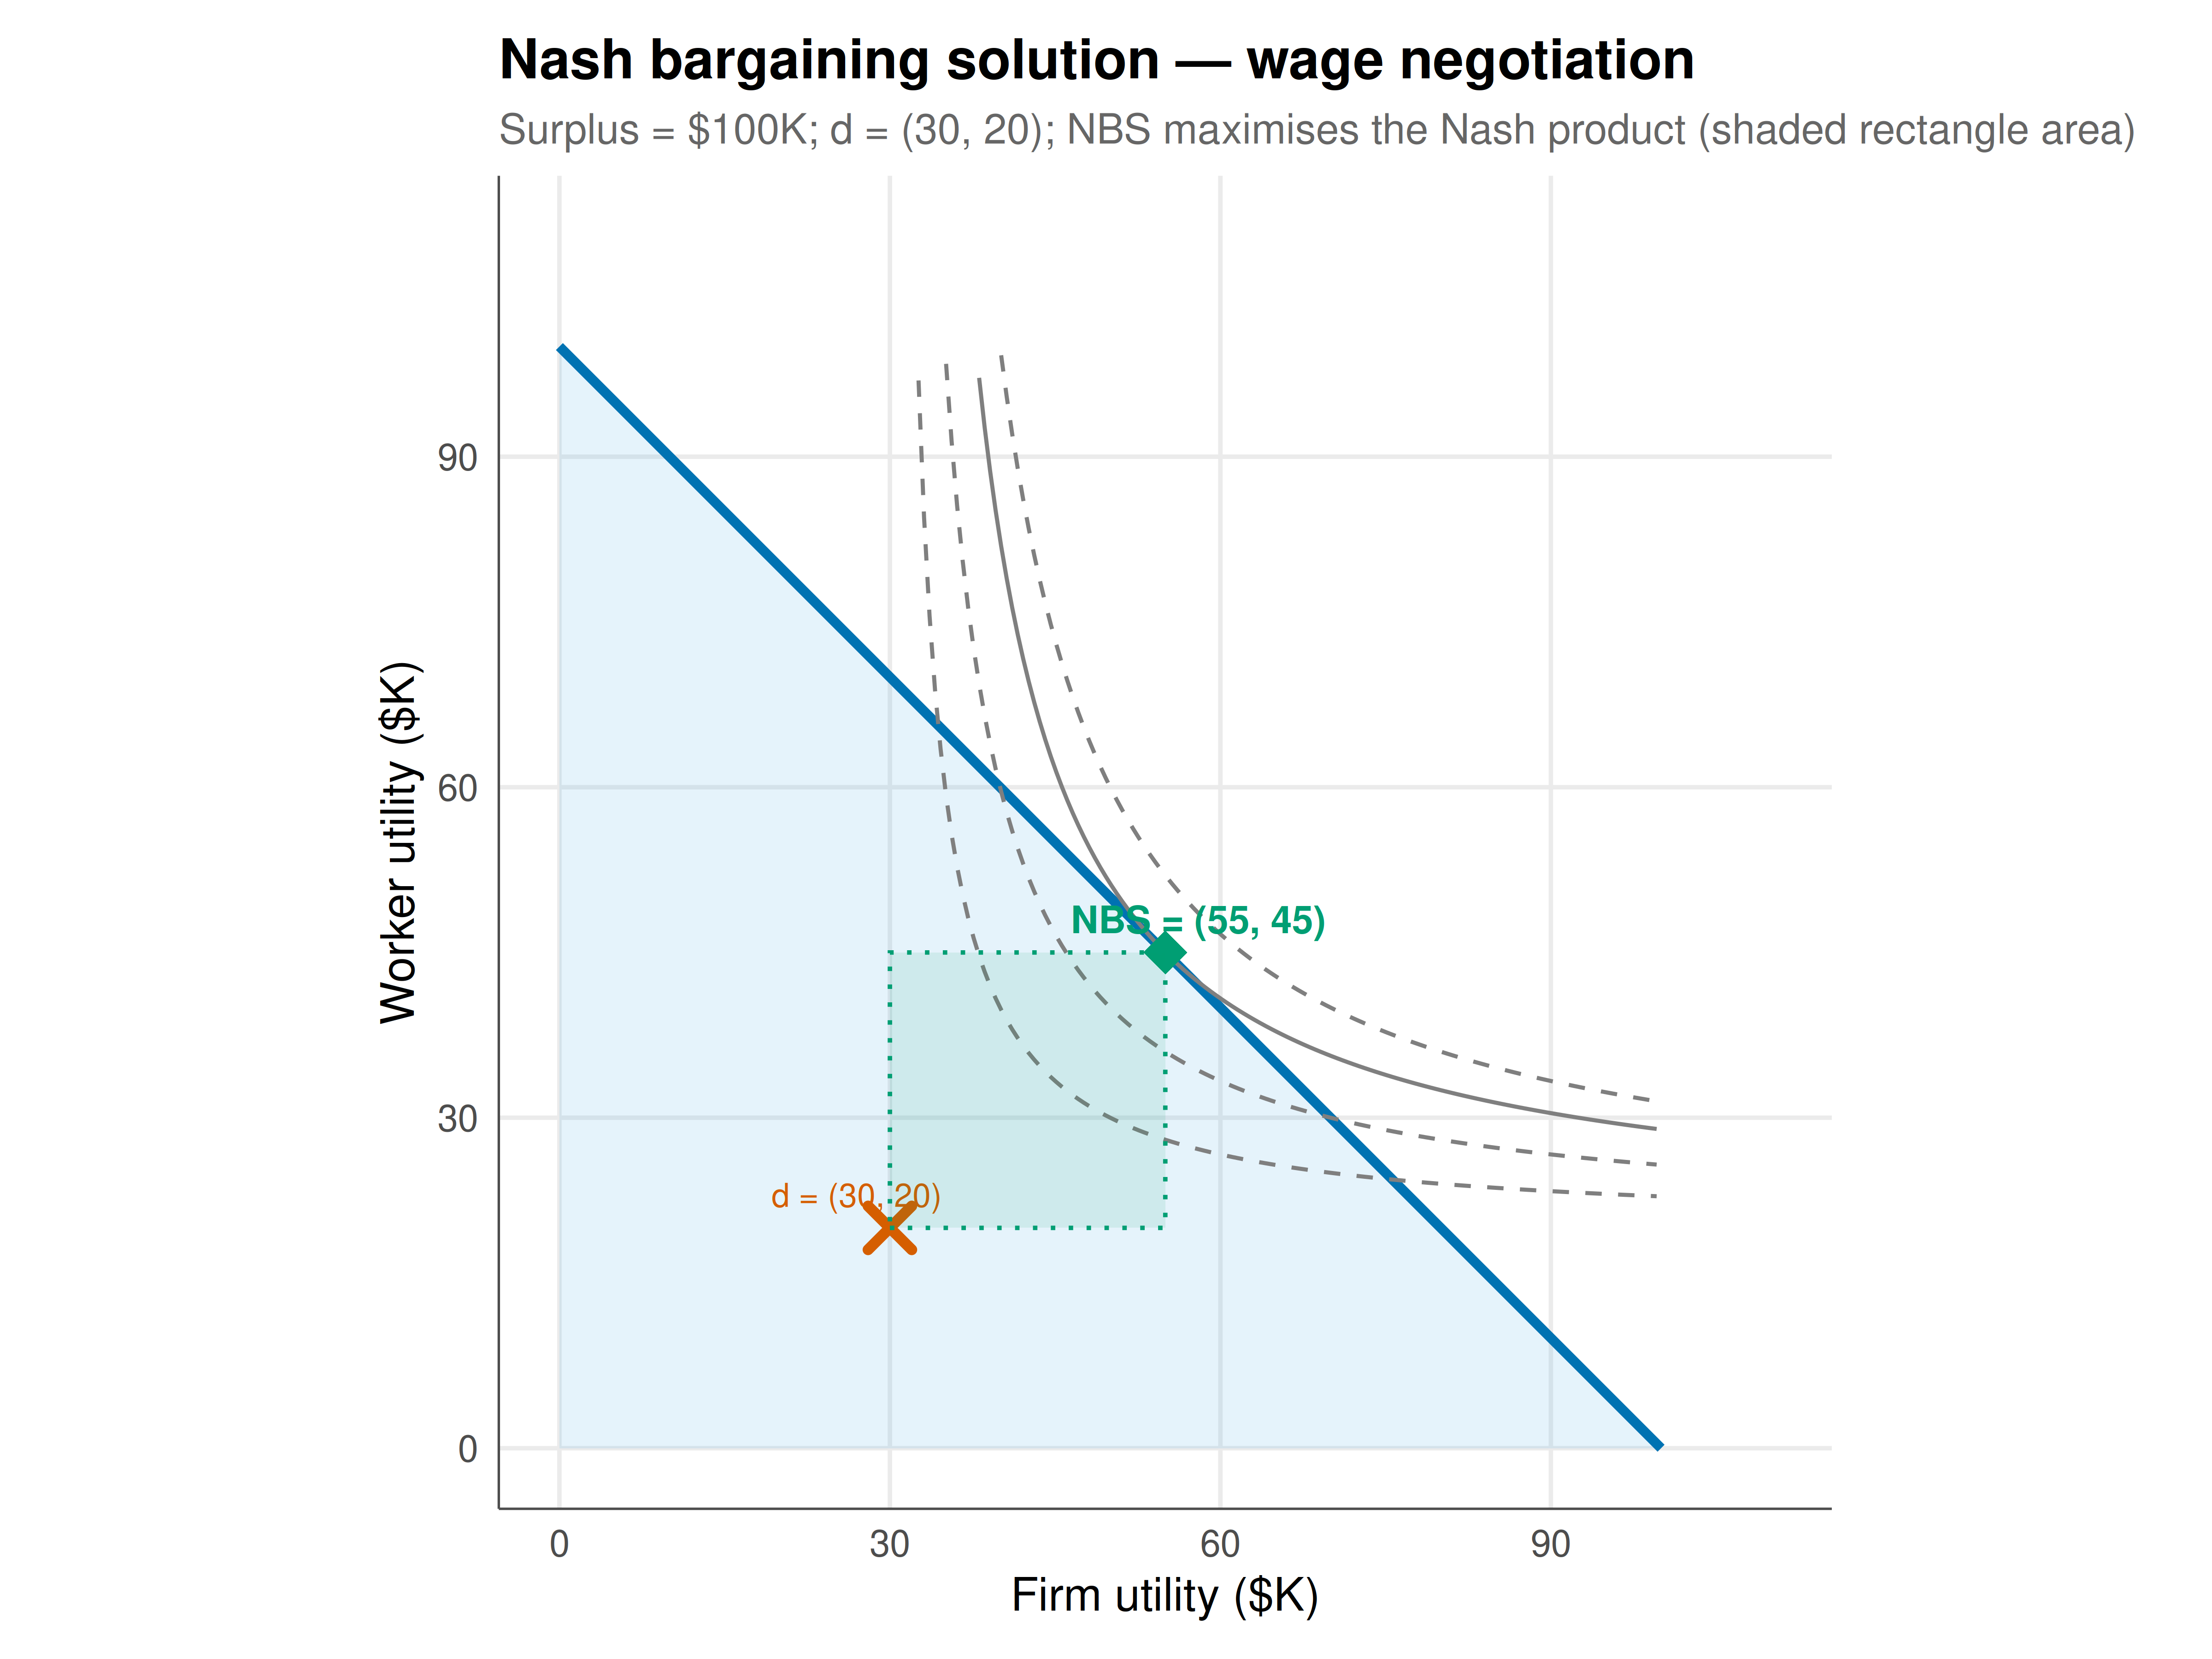 Nash bargaining solution — wage negotiation
Surplus = $100K; d = (30, 20); NBS maximises the Nash product (shaded rectangle area)
Worker utility ($K)
90
60
30
0
NBS = (55, 45)
d = (30, 20)
0 30 60 90
Firm utility ($K)